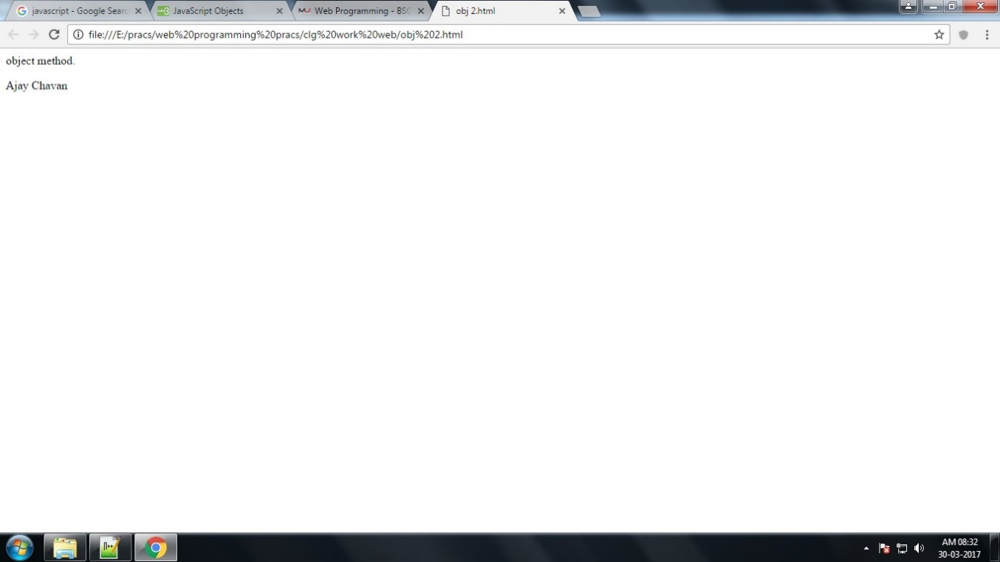 javascript - Google Searc
JavaScript Objects
Web Programming - BSC
obj 2.html
file:///E:/pracs/web%20programming%20pracs/clg%20work%20web/obj%202.html
object method.
Ajay Chavan
AM 08:32
30-03-2017